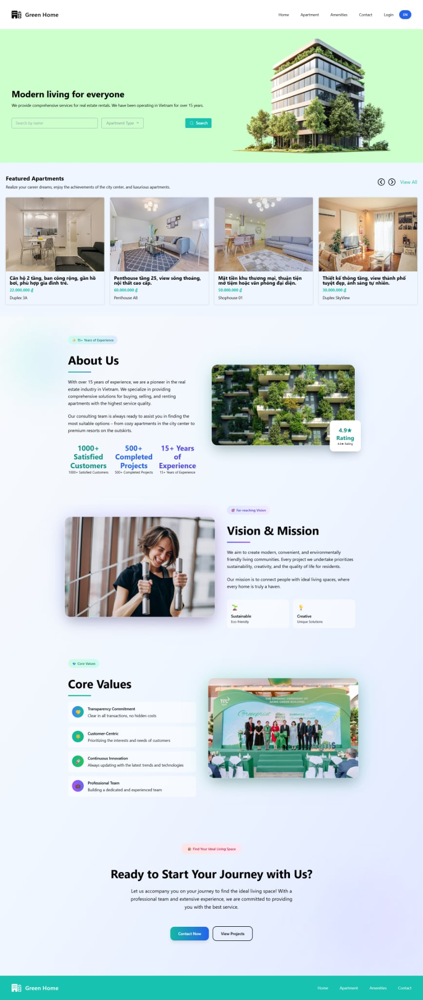 Green Home
Home
Apartment
Amenities
Contact
Login
EN
Modern living for everyone
We provide comprehensive services for real estate rentals. We have been operating in Vietnam for over 15 years.
Search by name
Apartment Type
Search
Featured Apartments
Realize your career dreams, enjoy the achievements of the city center, and luxurious apartments.
View All
Căn hộ 2 tầng, ban công rộng, gần hồ
bơi, phù hợp gia đình trẻ.
22.000.000 ₫
Duplex 3A
Penthouse tầng 25, view sông thoáng,
nội thất cao cấp.
60.000.000 ₫
Penthouse A8
Mặt tiền khu thương mại, thuận tiện
mở tiệm hoặc văn phòng đại diện.
50.000.000 ₫
Shophouse 01
Thiết kế thông tầng, view thành phố
tuyệt đẹp, ánh sáng tự nhiên.
30.000.000 ₫
Duplex SkyView
✨ 15+ Years of Experience
About Us
With over 15 years of experience, we are a pioneer in the real
estate industry in Vietnam. We specialize in providing
comprehensive solutions for buying, selling, and renting
apartments with the highest service quality.
Our consulting team is always ready to assist you in finding the
most suitable options – from cozy apartments in the city center to
premium resorts on the outskirts.
1000+
Satisfied
Customers
1000+ Satisfied Customers
500+
Completed
Projects
500+ Completed Projects
15+ Years
of
Experience
15+ Years of Experience
4.9★
Rating
4.9★ Rating
Far-reaching Vision
Vision & Mission
We aim to create modern, convenient, and environmentally
friendly living communities. Every project we undertake prioritizes
sustainability, creativity, and the quality of life for residents.
Our mission is to connect people with ideal living spaces, where
every home is truly a haven.
Sustainable
Eco-friendly
Creative
Unique Solutions
Core Values
Core Values
Transparency Commitment
Clear in all transactions, no hidden costs
Customer-Centric
Prioritizing the interests and needs of customers
Continuous Innovation
Always updating with the latest trends and technologies
Professional Team
Building a dedicated and experienced team
TTC
THE OPENING CEREMONY OF
AGRIS GREEN BUILDING
Greenprint
EMBRACES
Find Your Ideal Living Space
Ready to Start Your Journey with Us?
Let us accompany you on your journey to find the ideal living space! With a
professional team and extensive experience, we are committed to providing
you with the best service.
Contact Now
View Projects
Green Home
Home
Apartment
Amenities
Contact